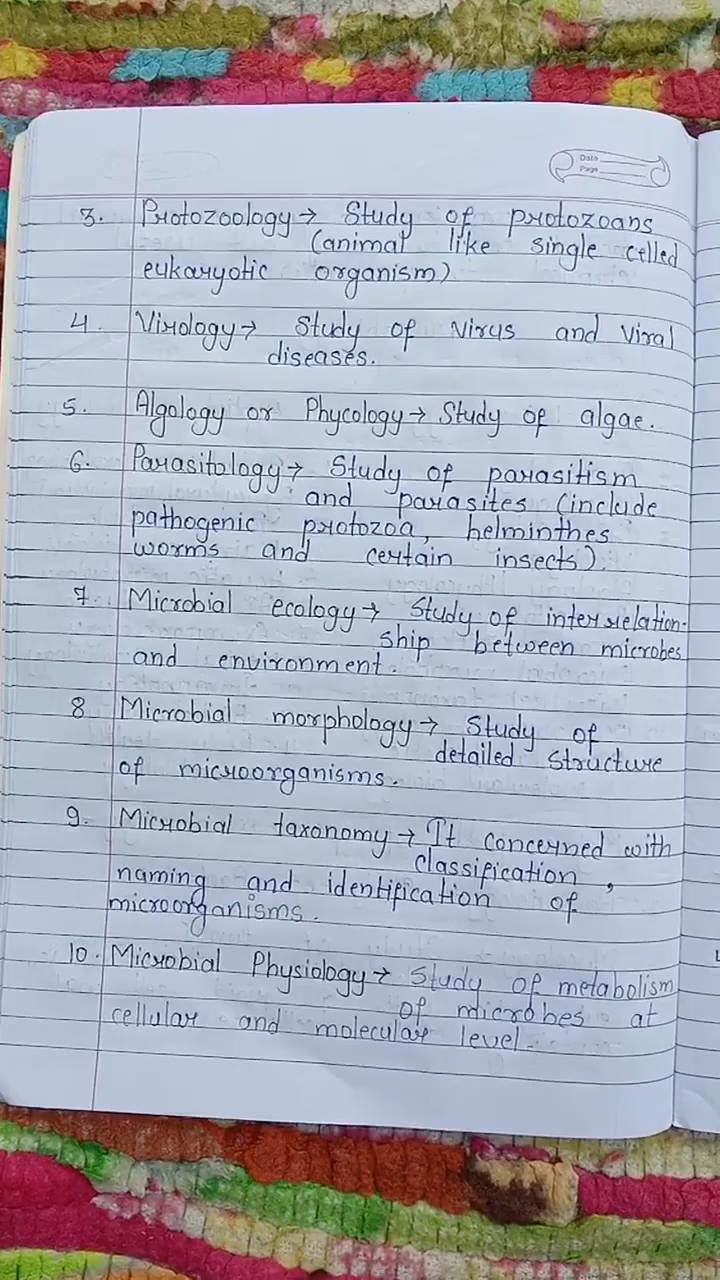 Date
Page
3. Protozoology → Study of protozoans
(animal like single celled
eukaryotic organism)
4. Virology → Study of virus and viral
diseases.
5. Algology or Phycology → Study of algae.
6. Parasitology → Study of parasitism
and parasites (include
pathogenic protozoa, helminthes
worms and certain insects).
7. Microbial ecology → Study of interrelation-
ship between microbes
and environment.
8. Microbial morphology → Study of
detailed structure
of microorganisms.
9. Microbial taxonomy → It concerned with
classification,
naming and identification of
microorganisms.
10. Microbial Physiology → Study of metabolism
of microbes at
cellular and molecular level.